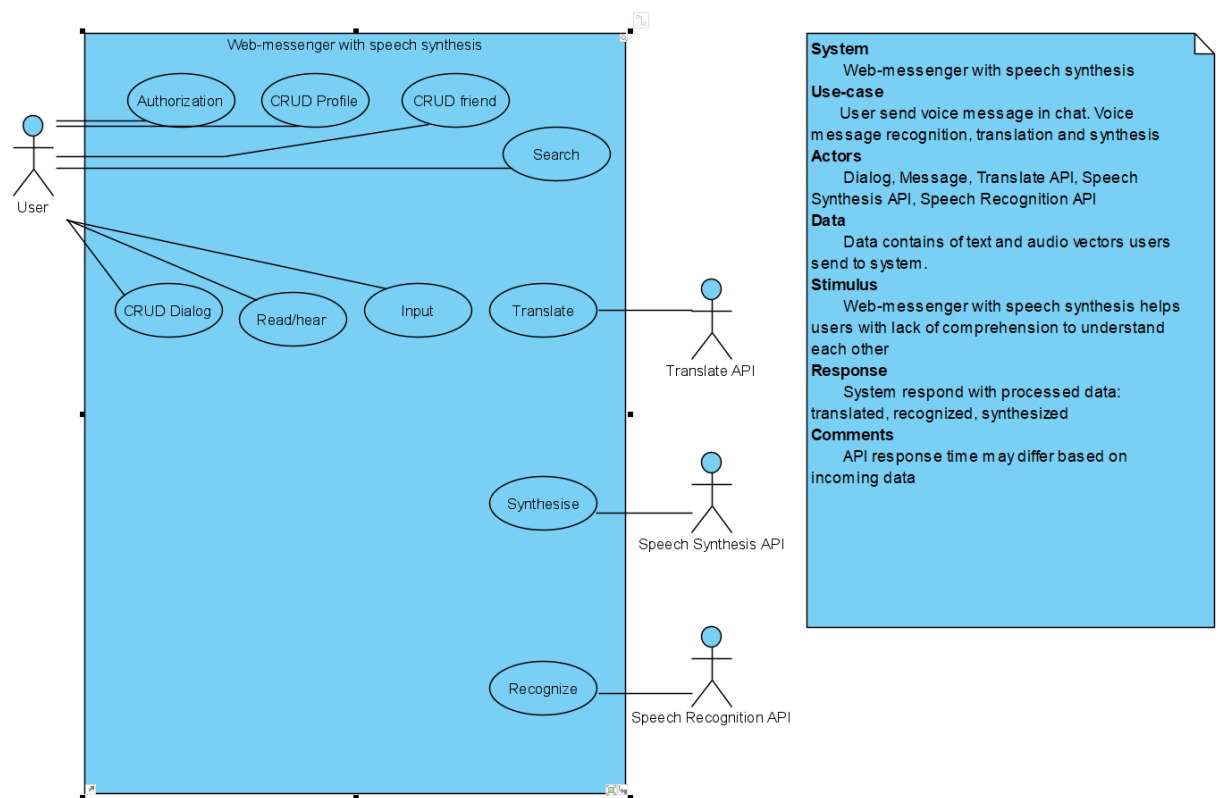 Web-messenger with speech synthesis
Authorization
CRUD Profile
CRUD friend
Search
User
CRUD Dialog
Read/hear
Input
Translate
Translate API
Synthesise
Speech Synthesis API
Recognize
Speech Recognition API
System
Web-messenger with speech synthesis
Use-case
User send voice message in chat. Voice
message recognition, translation and synthesis
Actors
Dialog, Message, Translate API, Speech
Synthesis API, Speech Recognition API
Data
Data contains of text and audio vectors users
send to system.
Stimulus
Web-messenger with speech synthesis helps
users with lack of comprehension to understand
each other
Response
System respond with processed data:
translated, recognized, synthesized
Comments
API response time may differ based on
incoming data